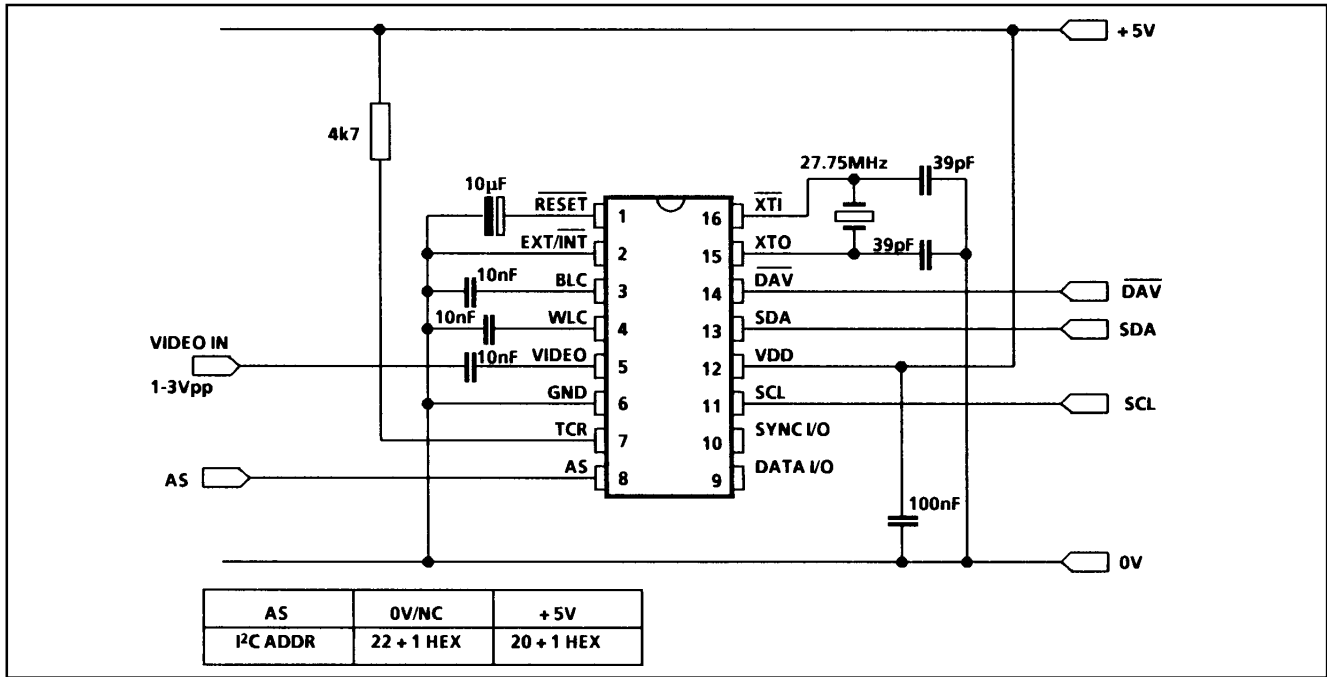 + 5V
4k7
27.75MHz
39pF
10µF
RESET
1
16
XTI
EXT/INT
2
15
XTO
39pF
10nF
BLC
3
14
DAV
DAV
10nF
WLC
4
13
SDA
SDA
VIDEO IN
1-3Vpp
10nF
VIDEO
5
12
VDD
GND
6
11
SCL
SCL
TCR
7
10
SYNC I/O
AS
AS
8
9
DATA I/O
100nF
0V
AS 0V/NC + 5V
I²C ADDR 22 + 1 HEX 20 + 1 HEX